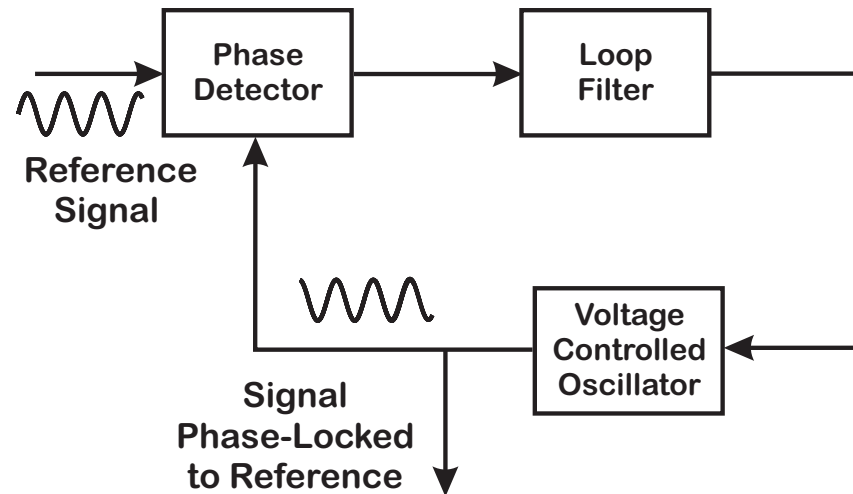 Phase
Detector
Loop
Filter
Reference
Signal
Voltage
Controlled
Oscillator
Signal
Phase-Locked
to Reference